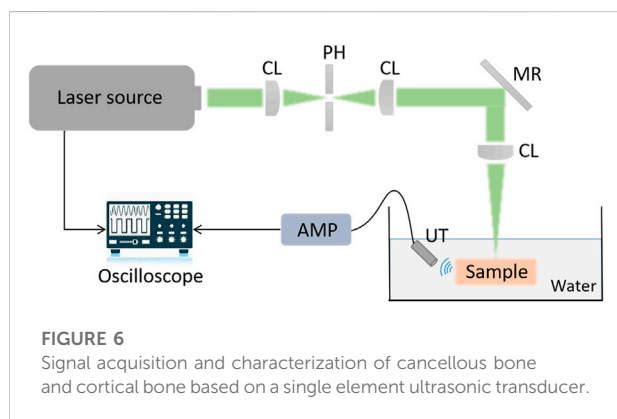 PH
CL
CL
MR
Laser source
CL
AMP
UT
Oscilloscope
Sample
Water
FIGURE 6
Signal acquisition and characterization of cancellous bone
and cortical bone based on a single element ultrasonic transducer.